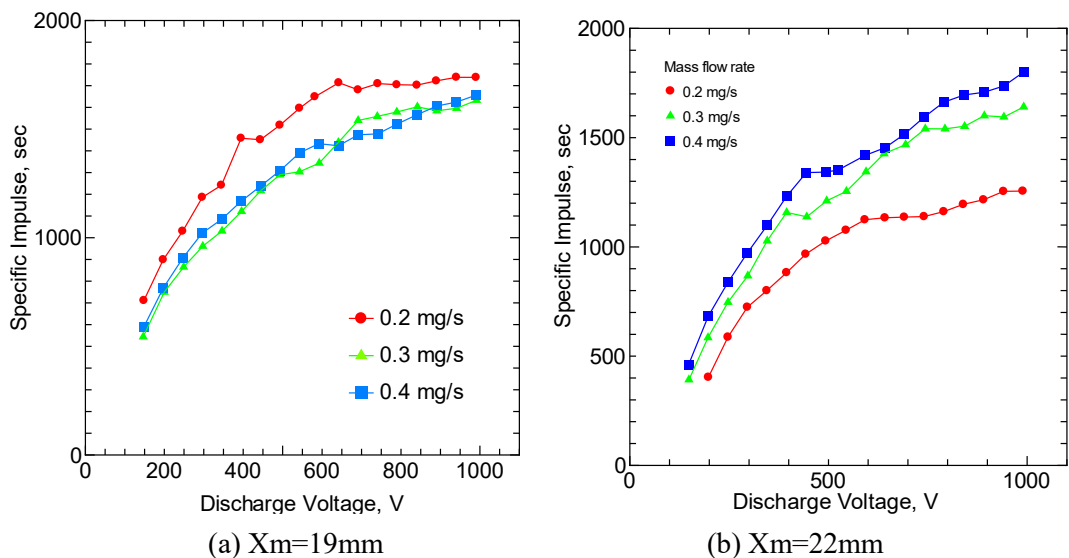 2000
1000
0
0
200
400
600
800
1000
Specific Impulse, sec
Discharge Voltage, V
0.2 mg/s
0.3 mg/s
0.4 mg/s
(a) Xm=19mm
2000
1500
1000
500
0
0
500
1000
Specific Impulse, sec
Discharge Voltage, V
Mass flow rate
0.2 mg/s
0.3 mg/s
0.4 mg/s
(b) Xm=22mm